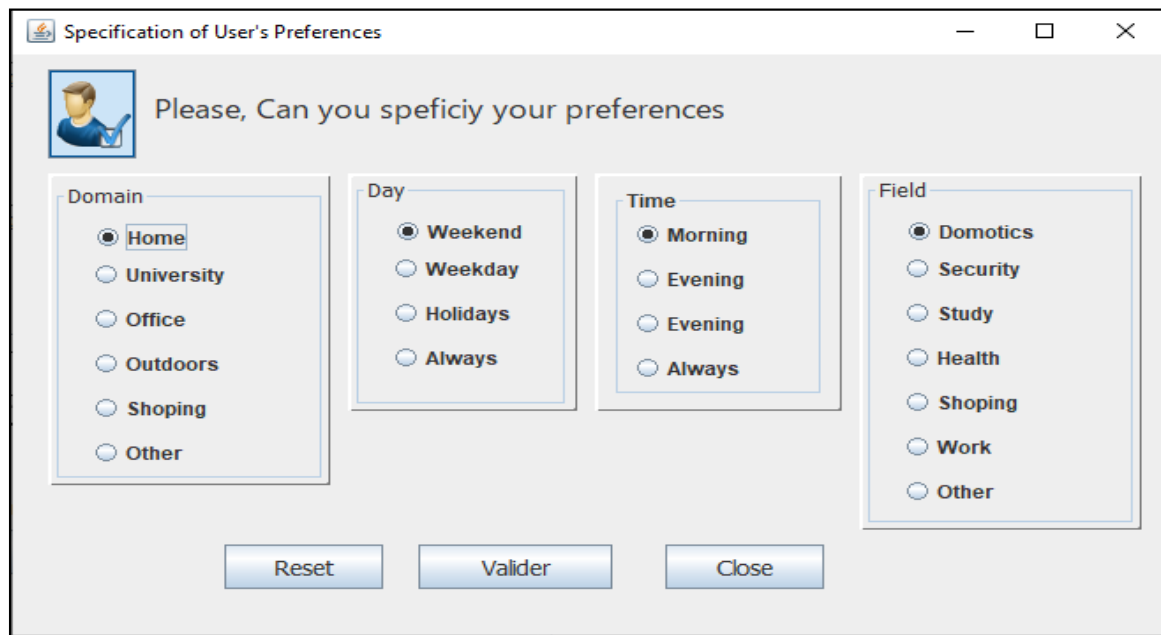 Specification of User's Preferences
Please, Can you speficiy your preferences
Domain
Home
University
Office
Outdoors
Shoping
Other
Day
Weekend
Weekday
Holidays
Always
Time
Morning
Evening
Evening
Always
Field
Domotics
Security
Study
Health
Shoping
Work
Other
Reset
Valider
Close